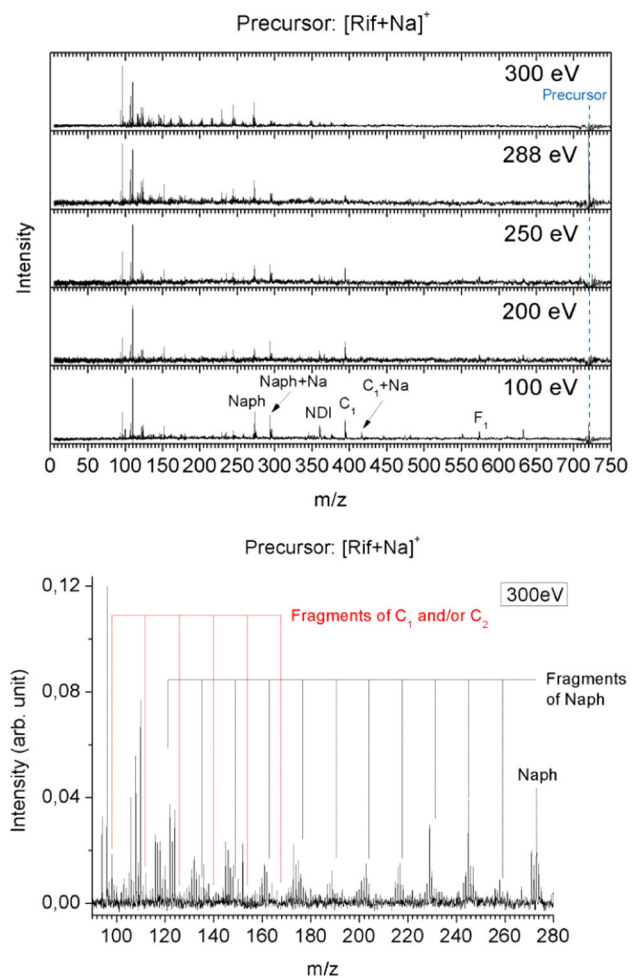 Precursor: [Rif+Na]⁺
300 eV
Precursor
288 eV
250 eV
200 eV
100 eV
Naph
Naph+Na
NDI
C₁
C₁+Na
F₁
Intensity
0 50 100 150 200 250 300 350 400 450 500 550 600 650 700 750
m/z
Precursor: [Rif+Na]⁺
300eV
Fragments of C₁ and/or C₂
Fragments
of Naph
Naph
0,12
0,08
0,04
0,00
Intensity (arb. unit)
100 120 140 160 180 200 220 240 260 280
m/z